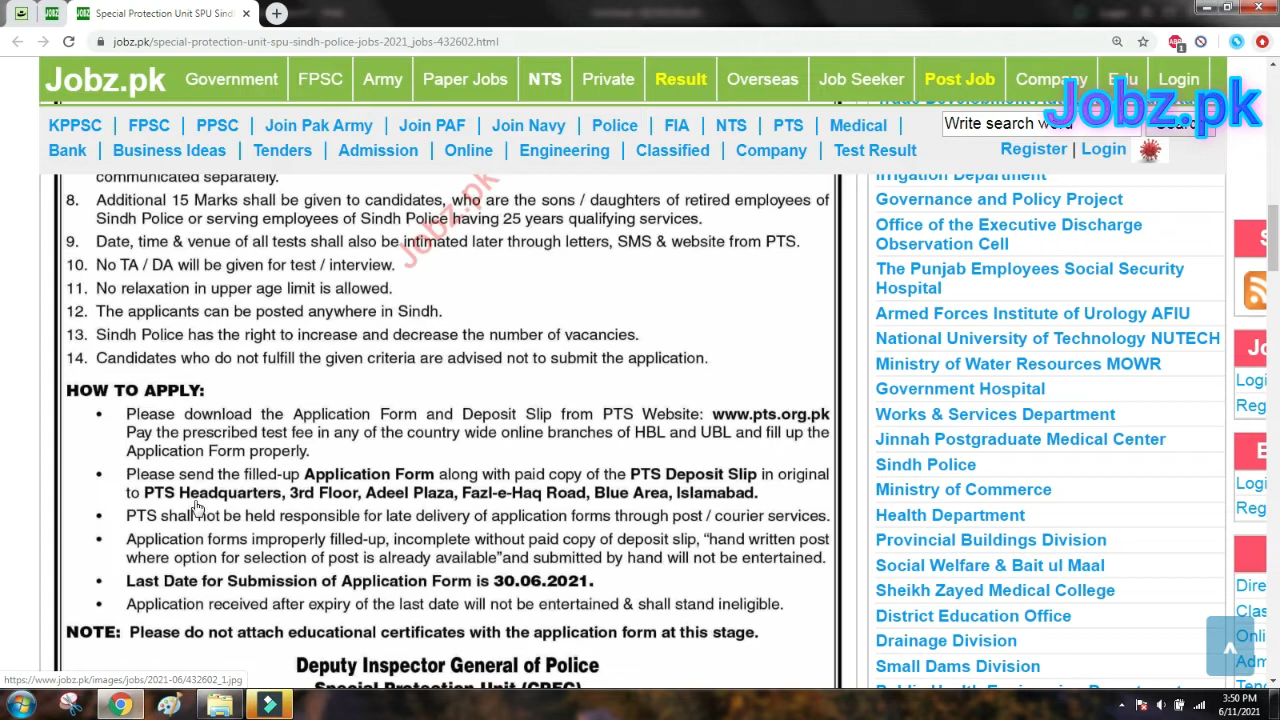 Special Protection Unit SPU Sind
jobz.pk/special-protection-unit-spu-sindh-police-jobs-2021_jobs-432602.html
Jobz.pk Government FPSC Army Paper Jobs NTS Private Result Overseas Job Seeker Post Job Company Edu Login
Jobz.pk
KPPSC | FPSC | PPSC | Join Pak Army | Join PAF | Join Navy | Police | FIA | NTS | PTS | Medical |
Write search word
Bank | Business Ideas | Tenders | Admission | Online | Engineering | Classified | Company | Test Result
Register | Login
communicated separately.
8. Additional 15 Marks shall be given to candidates, who are the sons / daughters of retired employees of
Sindh Police or serving employees of Sindh Police having 25 years qualifying services.
9. Date, time & venue of all tests shall also be intimated later through letters, SMS & website from PTS.
10. No TA / DA will be given for test / interview.
11. No relaxation in upper age limit is allowed.
12. The applicants can be posted anywhere in Sindh.
13. Sindh Police has the right to increase and decrease the number of vacancies.
14. Candidates who do not fulfill the given criteria are advised not to submit the application.
Jobz.pk
HOW TO APPLY:
• Please download the Application Form and Deposit Slip from PTS Website: www.pts.org.pk
Pay the prescribed test fee in any of the country wide online branches of HBL and UBL and fill up the
Application Form properly.
• Please send the filled-up Application Form along with paid copy of the PTS Deposit Slip in original
to PTS Headquarters, 3rd Floor, Adeel Plaza, Fazl-e-Haq Road, Blue Area, Islamabad.
• PTS shall not be held responsible for late delivery of application forms through post / courier services.
• Application forms improperly filled-up, incomplete without paid copy of deposit slip, “hand written post
where option for selection of post is already available”and submitted by hand will not be entertained.
• Last Date for Submission of Application Form is 30.06.2021.
• Application received after expiry of the last date will not be entertained & shall stand ineligible.
NOTE: Please do not attach educational certificates with the application form at this stage.
Deputy Inspector General of Police
Special Protection Unit (CPEC)
Irrigation Department
Governance and Policy Project
Office of the Executive Discharge
Observation Cell
The Punjab Employees Social Security
Hospital
Armed Forces Institute of Urology AFIU
National University of Technology NUTECH
Ministry of Water Resources MOWR
Government Hospital
Works & Services Department
Jinnah Postgraduate Medical Center
Sindh Police
Ministry of Commerce
Health Department
Provincial Buildings Division
Social Welfare & Bait ul Maal
Sheikh Zayed Medical College
District Education Office
Drainage Division
Small Dams Division
S
Jo
Logi
Reg
E
Logi
Reg
Dire
Clas
Onli
Adm
https://www.jobz.pk/images/jobs/2021-06/432602_1.jpg
3:50 PM
6/11/2021